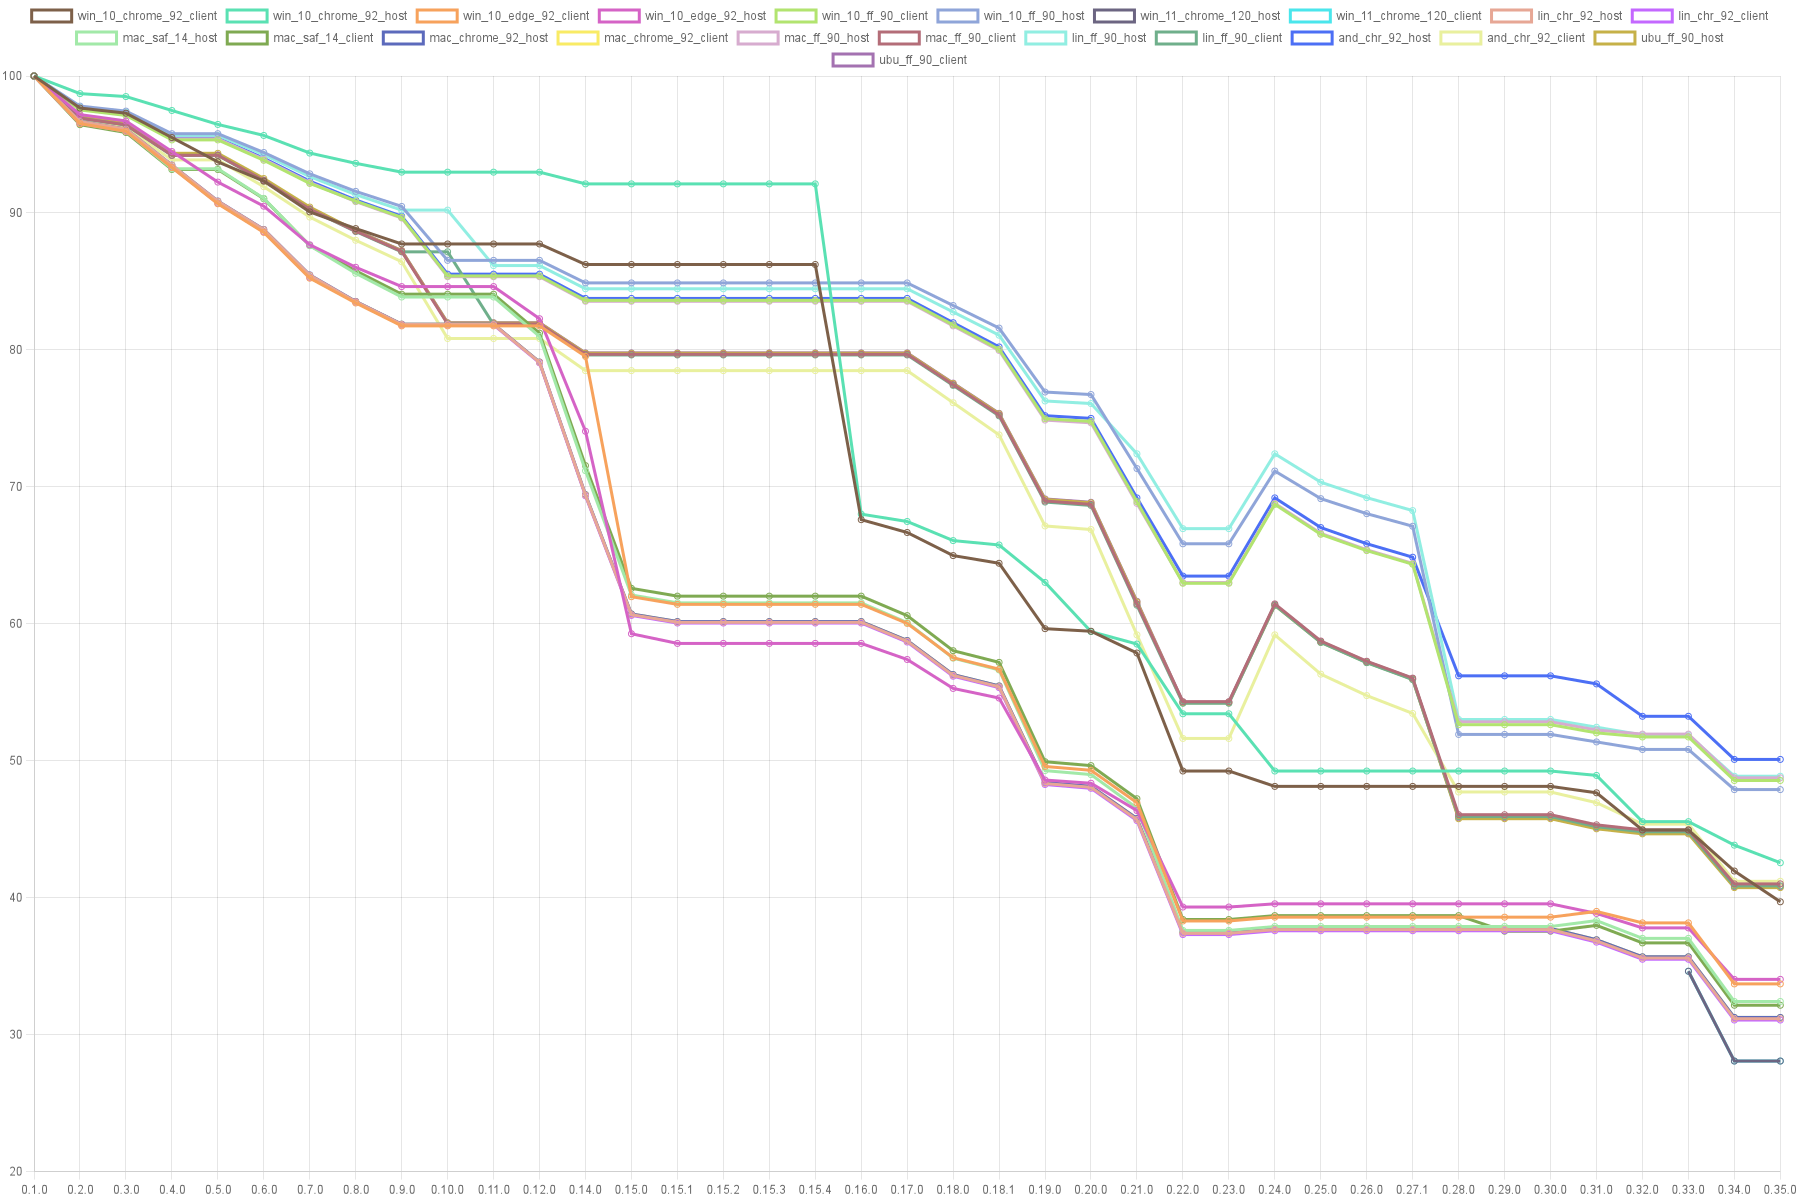 win_10_chrome_92_client win_10_chrome_92_host win_10_edge_92_client win_10_edge_92_host win_10_ff_90_client win_10_ff_90_host win_11_chrome_120_host win_11_chrome_120_client lin_chr_92_host lin_chr_92_client
mac_saf_14_host mac_saf_14_client mac_chrome_92_host mac_chrome_92_client mac_ff_90_host mac_ff_90_client lin_ff_90_host lin_ff_90_client and_chr_92_host and_chr_92_client ubu_ff_90_host
ubu_ff_90_client
100
90
80
70
60
50
40
30
20
0.1.0 0.2.0 0.3.0 0.4.0 0.5.0 0.6.0 0.7.0 0.8.0 0.9.0 0.10.0 0.11.0 0.12.0 0.14.0 0.15.0 0.15.1 0.15.2 0.15.3 0.15.4 0.16.0 0.17.0 0.18.0 0.18.1 0.19.0 0.20.0 0.21.0 0.22.0 0.23.0 0.24.0 0.25.0 0.26.0 0.27.1 0.28.0 0.29.0 0.30.0 0.31.0 0.32.0 0.33.0 0.34.0 0.35.0